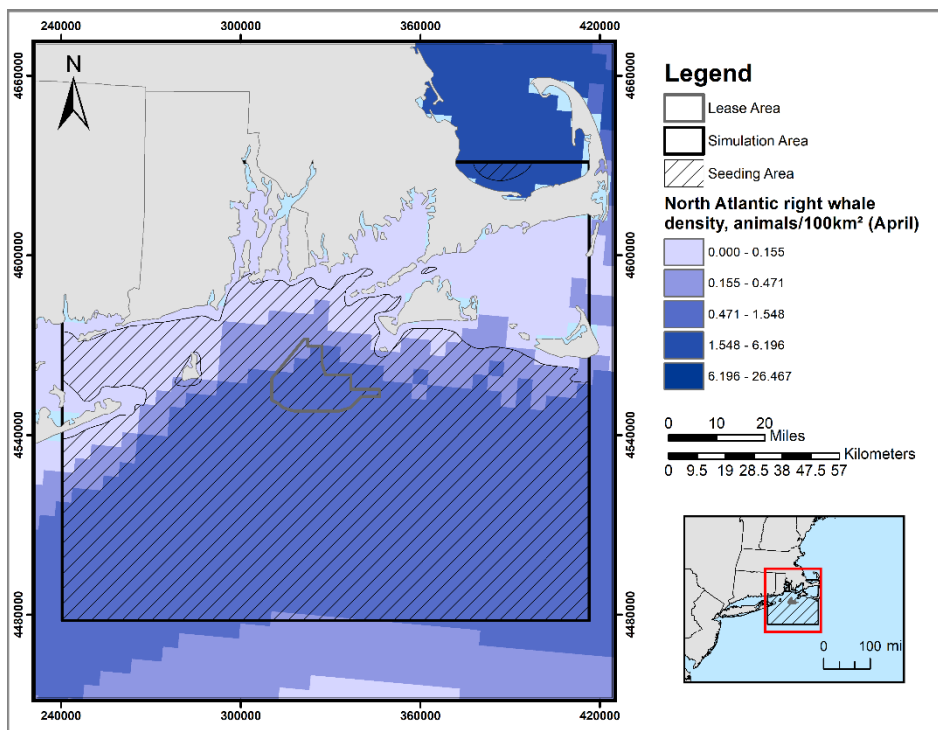 240000 300000 360000 420000
4660000
4600000
4540000
4480000
N
4660000
4600000
4540000
4480000
240000 300000 360000 420000
Legend
Lease Area
Simulation Area
Seeding Area
North Atlantic right whale
density, animals/100km² (April)
0.000 - 0.155
0.155 - 0.471
0.471 - 1.548
1.548 - 6.196
6.196 - 26.467
0 10 20
Miles
Kilometers
0 9.5 19 28.5 38 47.5 57
0 100 mi